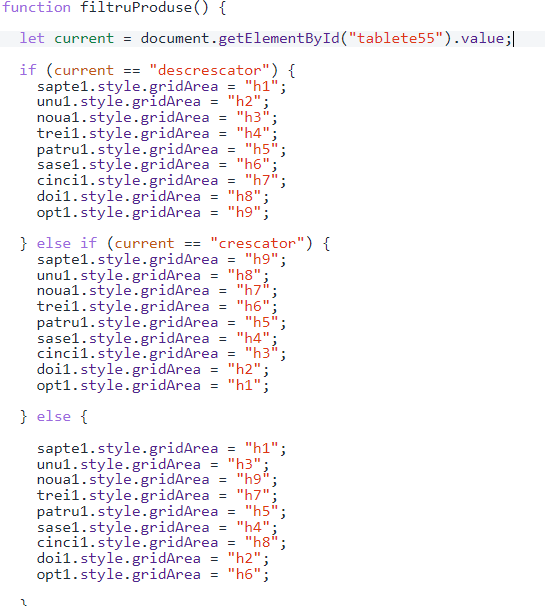 function filtruProduse() {
let current = document.getElementById("tablete55").value;
if (current == "descrescator") {
sapte1.style.gridArea = "h1";
unu1.style.gridArea = "h2";
noua1.style.gridArea = "h3";
trei1.style.gridArea = "h4";
patru1.style.gridArea = "h5";
sase1.style.gridArea = "h6";
cinci1.style.gridArea = "h7";
doi1.style.gridArea = "h8";
opt1.style.gridArea = "h9";
} else if (current == "crescator") {
sapte1.style.gridArea = "h9";
unu1.style.gridArea = "h8";
noua1.style.gridArea = "h7";
trei1.style.gridArea = "h6";
patru1.style.gridArea = "h5";
sase1.style.gridArea = "h4";
cinci1.style.gridArea = "h3";
doi1.style.gridArea = "h2";
opt1.style.gridArea = "h1";
} else {
sapte1.style.gridArea = "h1";
unu1.style.gridArea = "h3";
noua1.style.gridArea = "h9";
trei1.style.gridArea = "h7";
patru1.style.gridArea = "h5";
sase1.style.gridArea = "h4";
cinci1.style.gridArea = "h8";
doi1.style.gridArea = "h2";
opt1.style.gridArea = "h6";
}